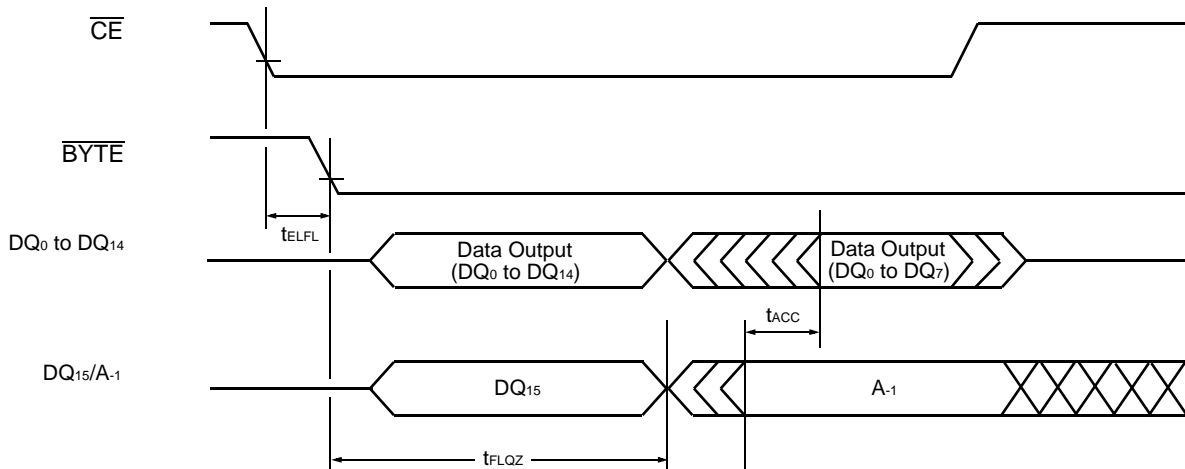 CE
BYTE
tELFL
DQ0 to DQ14
Data Output
(DQ0 to DQ14)
Data Output
(DQ0 to DQ7)
tACC
DQ15/A-1
DQ15
A-1
tFLQZ